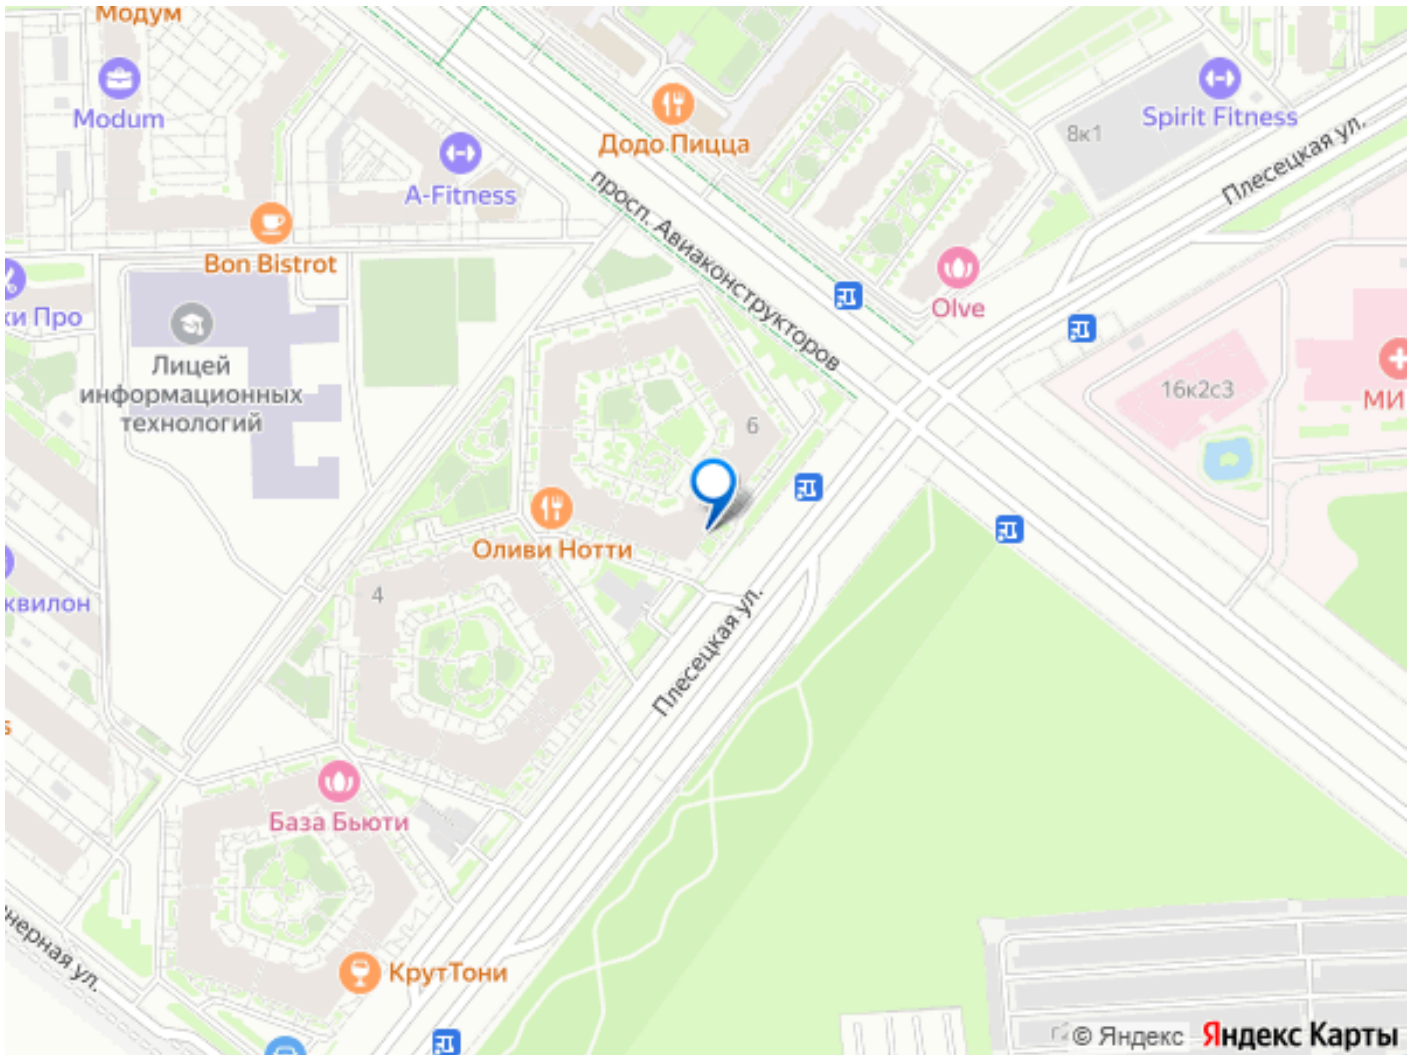 Модум
Modum
Додо Пицца
A-Fitness
8к1
Spirit Fitness
Плесецкая ул.
просп. Авиаконструкторов
Bon Bistrot
Olve
ки Про
Лицей
информационных
технологий
16к2с3
МИ
6
Оливи Нотти
4
квилон
Плесецкая ул.
s
База Бьюти
нерная ул.
КрутТони
© Яндекс Яндекс Карты